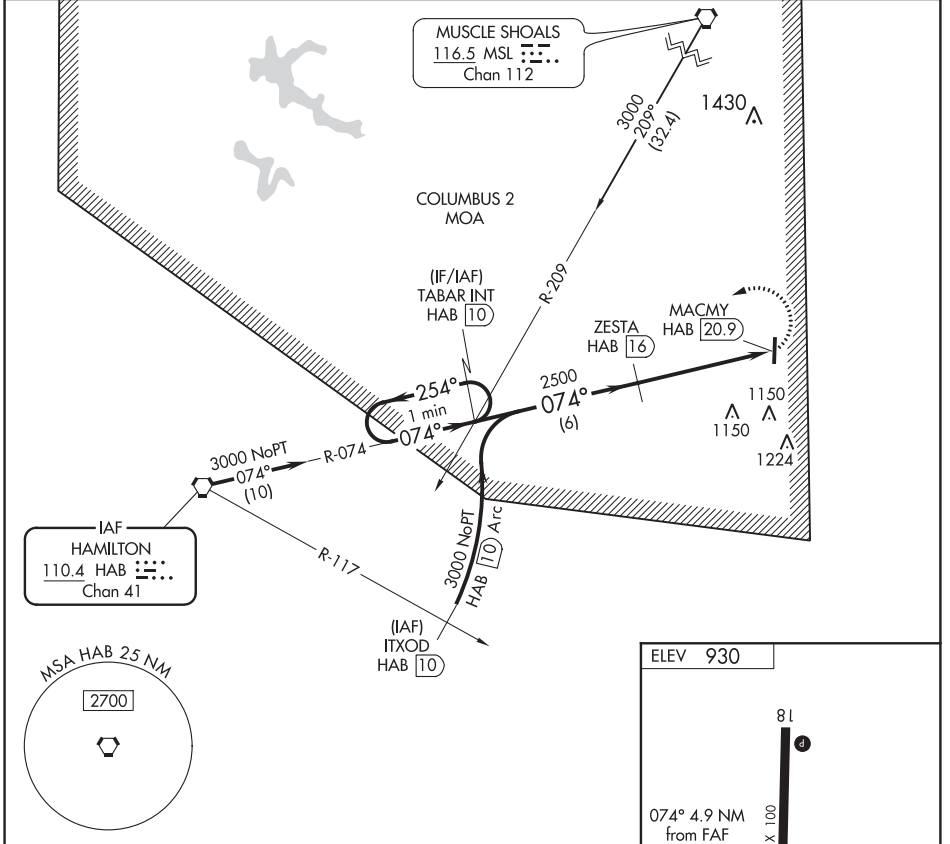 MUSCLE SHOALS
116.5 MSL
Chan 112
1430
3000
209°
(32.4)
COLUMBUS 2
MOA
R-209
(IF/IAF)
TABAR INT
HAB 10
ZESTA
HAB 16
MACMY
HAB 20.9
254°
1 min
074°
2500
074°
(6)
1150
1150
1224
3000 NoPT
074°
(10)
R-074
IAF
HAMILTON
110.4 HAB
Chan 41
R-117
3000 NoPT
HAB 10 Arc
(IAF)
ITXOD
HAB 10
MSA HAB 25 NM
2700
ELEV 930
18
P
074° 4.9 NM
from FAF
X 100